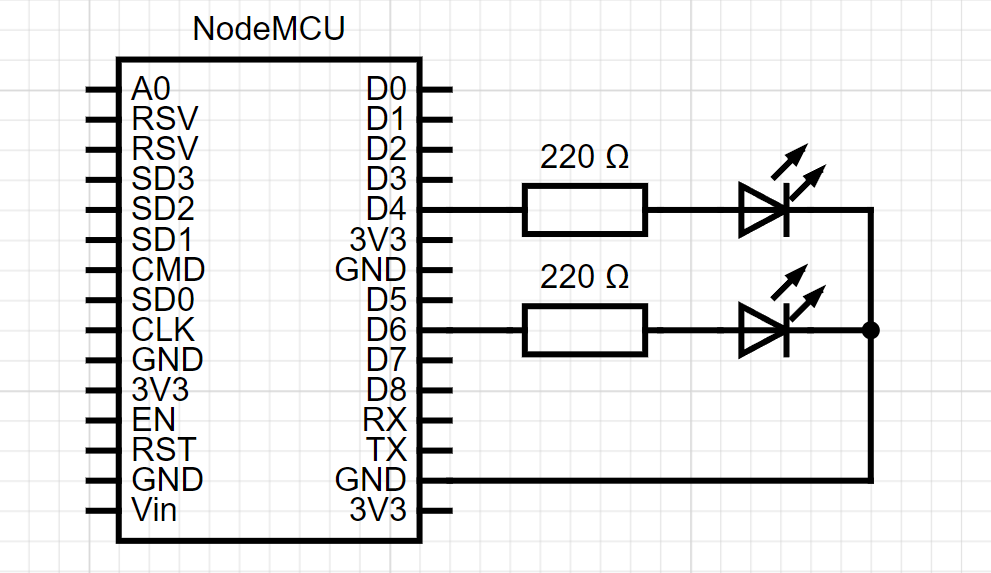 NodeMCU
A0 D0
RSV D1
RSV D2
220 Ω
SD3 D3
SD2 D4
SD1 3V3
CMD GND
220 Ω
SD0 D5
CLK D6
GND D7
3V3 D8
EN RX
RST TX
GND GND
Vin 3V3